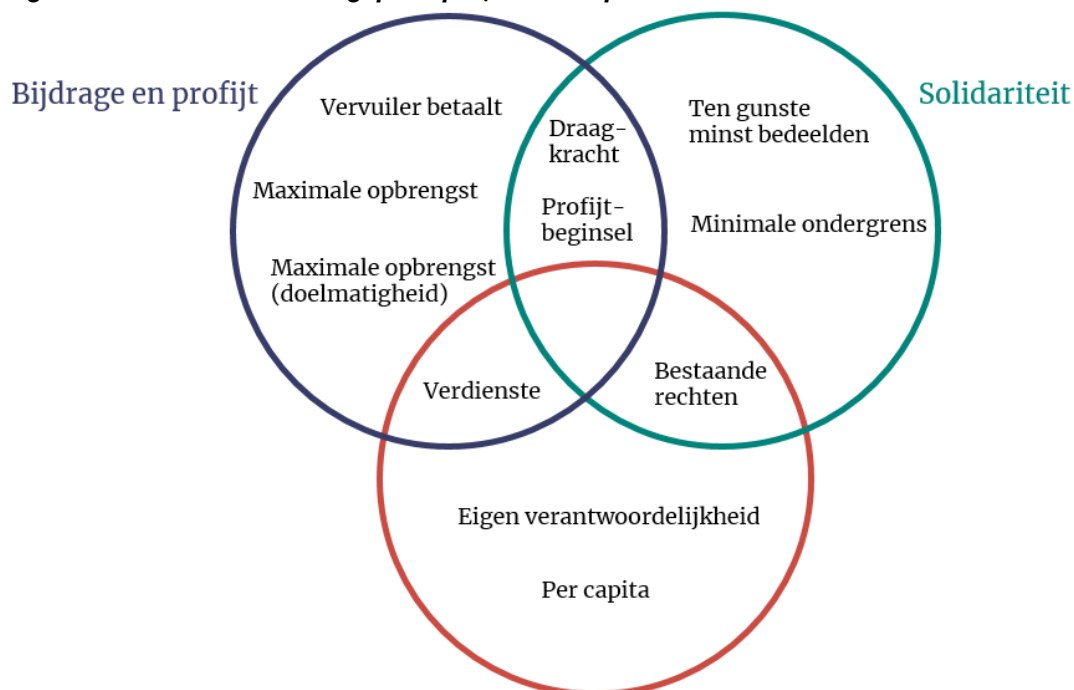 Bijdrage en profijt
Solidariteit
Vervuiler betaalt
Maximale opbrengst
Maximale opbrengst
(doelmatigheid)
Draag-
kracht
Profijt-
beginsel
Ten gunste
minst bedeelden
Minimale ondergrens
Verdienste
Bestaande
rechten
Eigen verantwoordelijkheid
Per capita